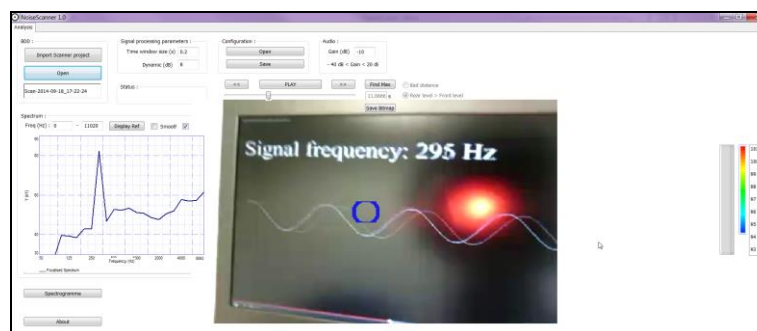 NoiseScanner 1.0
Analysis
BDD :
Import Scanner project
Open
Scan-2014-09-18_17-22-24
Signal processing parameters :
Time window size (s) 0.2
Dynamic (dB) 8
Status :
Configuration :
Open
Save
Audio :
Gain (dB) -10
- 40 dB < Gain < 20 dB
<< PLAY >> Find Max
Bad distance
Rear level > Front level
Save Bitmap
Spectrum :
Freq (Hz) : 0 - 11020 Display Ref Smooth
Signal frequency: 295 Hz
Frequency (Hz)
Focalized Spectrum
Spectrogramme
About